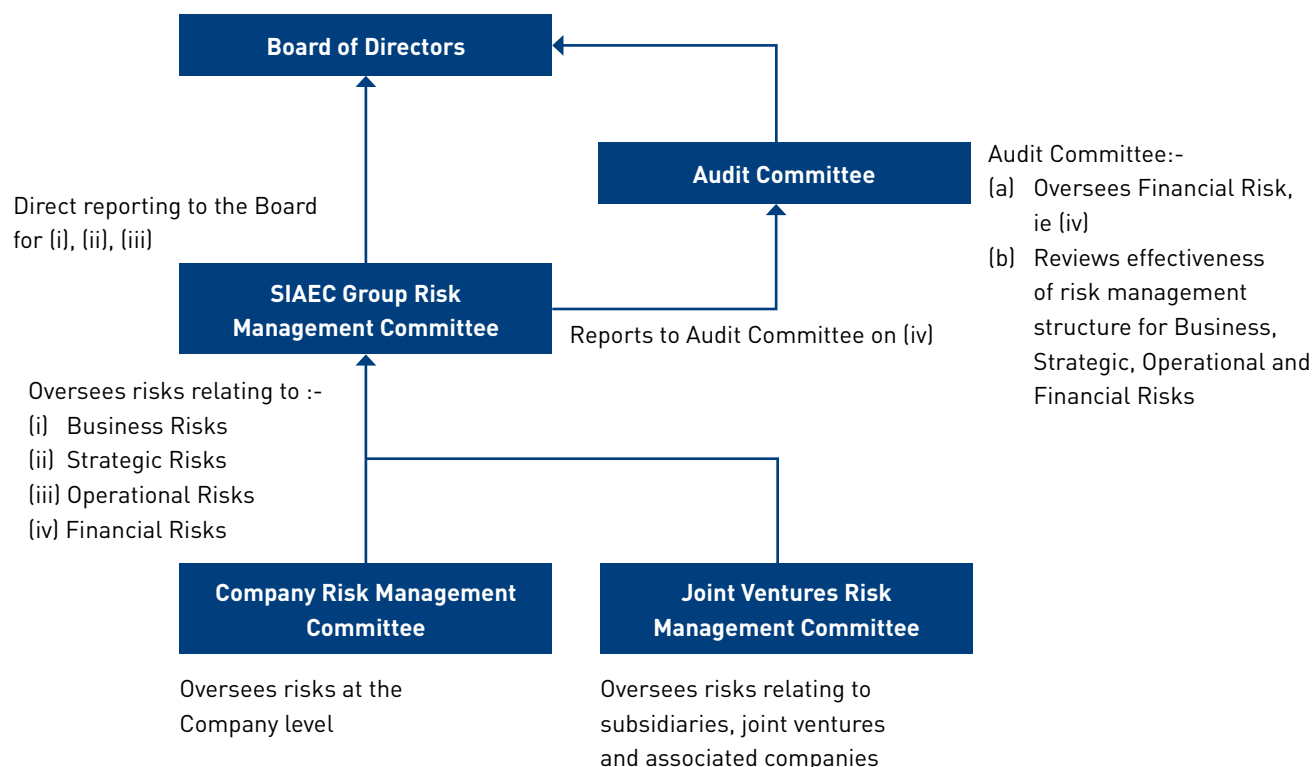 Board of Directors
Audit Committee
Audit Committee:-
(a) Oversees Financial Risk,
ie (iv)
(b) Reviews effectiveness
of risk management
structure for Business,
Strategic, Operational and
Financial Risks
Direct reporting to the Board
for (i), (ii), (iii)
SIAEC Group Risk
Management Committee
Reports to Audit Committee on (iv)
Oversees risks relating to :-
(i) Business Risks
(ii) Strategic Risks
(iii) Operational Risks
(iv) Financial Risks
Company Risk Management
Committee
Joint Ventures Risk
Management Committee
Oversees risks at the
Company level
Oversees risks relating to
subsidiaries, joint ventures
and associated companies